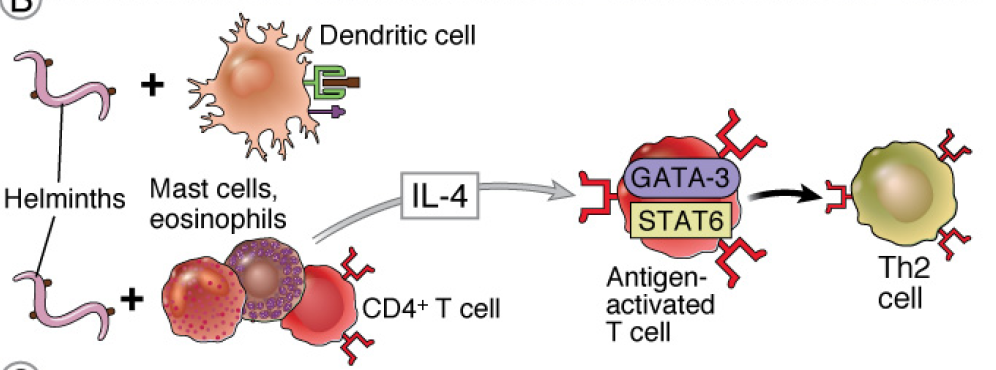 B
Dendritic cell
Helminths
Mast cells,
eosinophils
IL-4
CD4⁺ T cell
GATA-3
STAT6
Antigen-
activated
T cell
Th2
cell